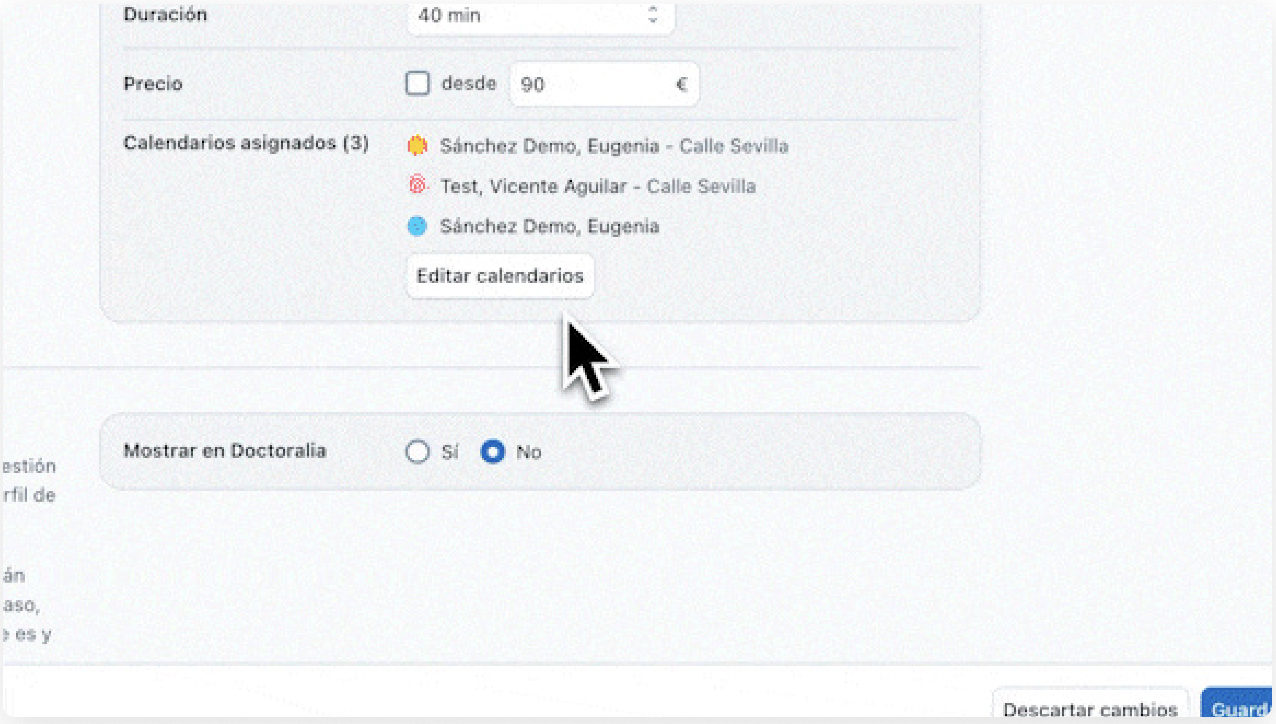 Duración 40 min
Precio desde 90 €
Calendarios asignados (3) Sánchez Demo, Eugenia - Calle Sevilla
Test, Vicente Aguilar - Calle Sevilla
Sánchez Demo, Eugenia
Editar calendarios
Mostrar en Doctoralia Sí No
estión
rfil de
án
aso,
e es y
Descartar cambios Guard